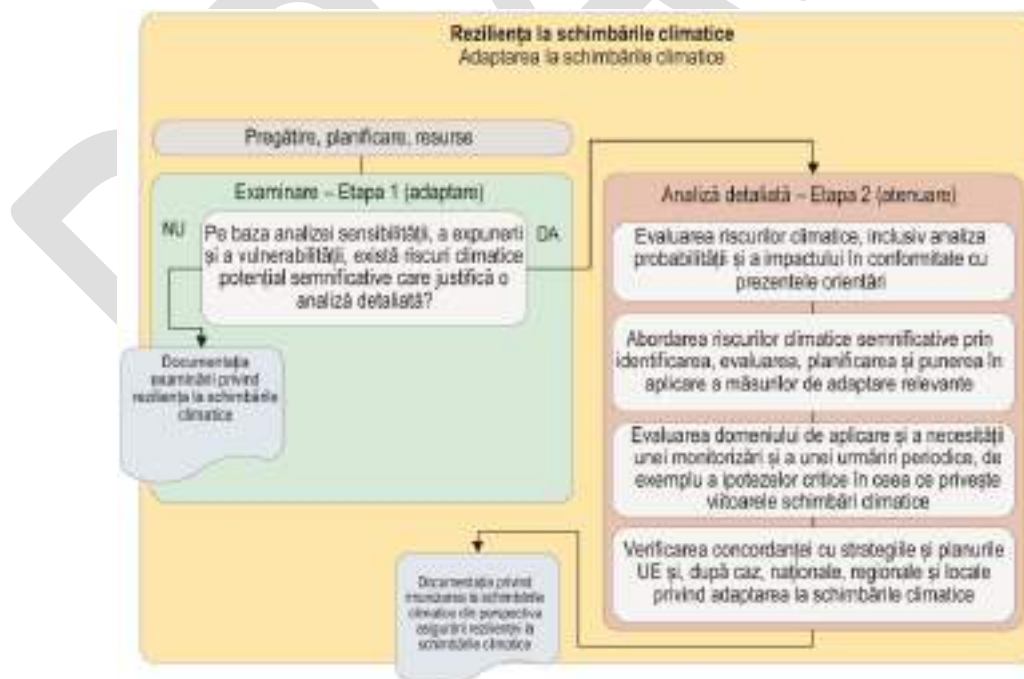 Reziliența la schimbările climatice
Adaptarea la schimbările climatice
Pregătire, planificare, resurse
Examinare – Etapa 1 (adaptare)
NU
Pe baza analizei sensibilității, a expunerii
și a vulnerabilității, există riscuri climatice
potențial semnificative care justifică o
analiză detaliată?
DA
Documentația
examinării privind
reziliența la schimbările
climatice
Analiză detaliată – Etapa 2 (atenuare)
Evaluarea riscurilor climatice, inclusiv analiza
probabilității și a impactului în conformitate cu
prezentele orientări
Abordarea riscurilor climatice semnificative prin
identificarea, evaluarea, planificarea și punerea în
aplicare a măsurilor de adaptare relevante
Evaluarea domeniului de aplicare și a necesității
unei monitorizări și a unei urmăriri periodice, de
exemplu a ipotezelor critice în ceea ce privește
viitoarele schimbări climatice
Verificarea concordanței cu strategiile și planurile
UE și, după caz, naționale, regionale și locale
privind adaptarea la schimbările climatice
Documentația privind
imunizarea la schimbările
climatice din perspectiva
asigurării rezilienței la
schimbările climatice